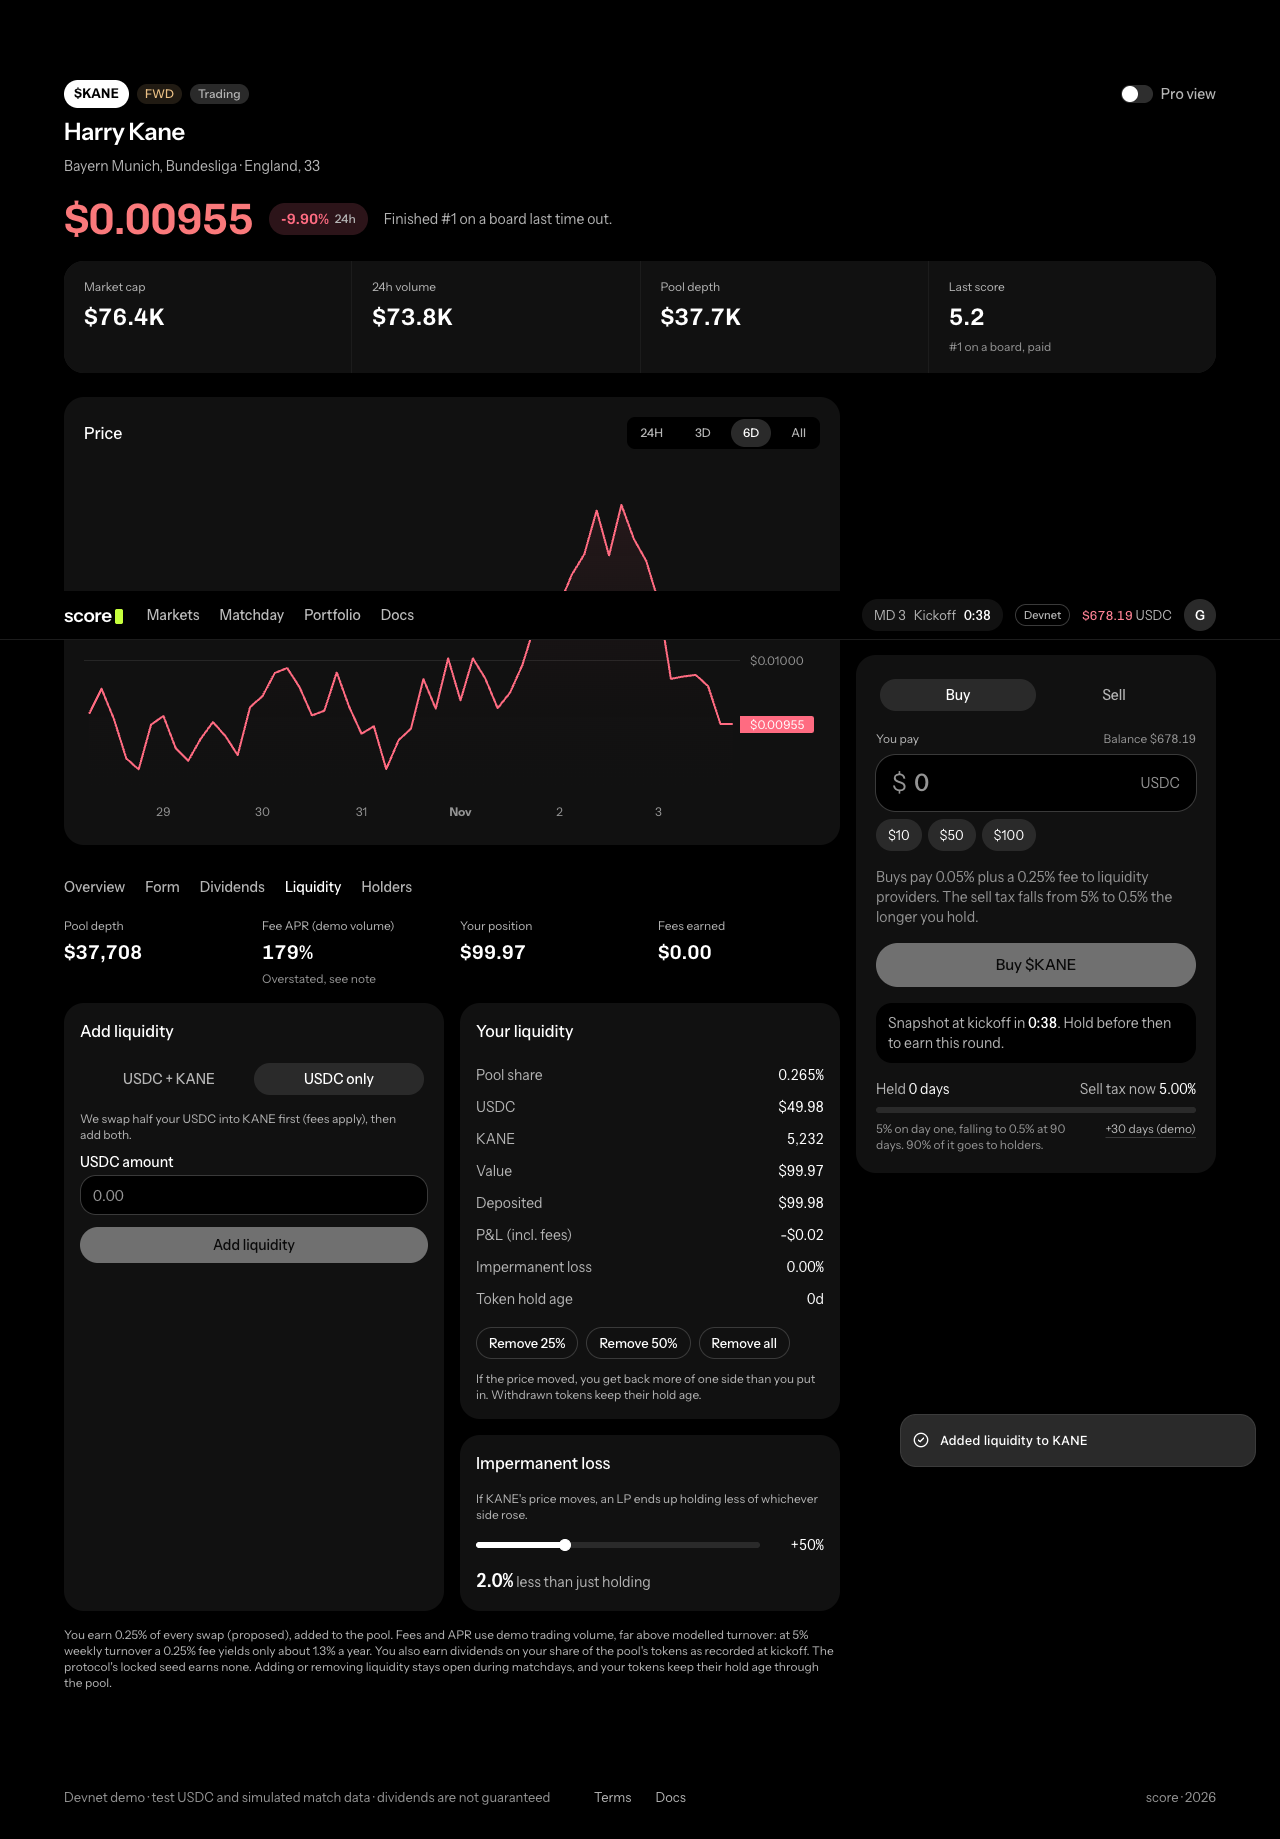 $KANE FWD Trading
Pro view
Harry Kane
Bayern Munich, Bundesliga · England, 33
$0.00955 -9.90% 24h Finished #1 on a board last time out.
Market cap
$76.4K
24h volume
$73.8K
Pool depth
$37.7K
Last score
5.2
#1 on a board, paid
Price
24H 3D 6D All
score Markets Matchday Portfolio Docs
MD 3 Kickoff 0:38 Devnet $678.19 USDC G
$0.01000
$0.00955
29 30 31 Nov 2 3
Buy Sell
You pay Balance $678.19
$ 0 USDC
$10 $50 $100
Buys pay 0.05% plus a 0.25% fee to liquidity
providers. The sell tax falls from 5% to 0.5% the
longer you hold.
Buy $KANE
Snapshot at kickoff in 0:38. Hold before then
to earn this round.
Held 0 days Sell tax now 5.00%
5% on day one, falling to 0.5% at 90
days. 90% of it goes to holders.
+30 days (demo)
Overview Form Dividends Liquidity Holders
Pool depth
$37,708
Fee APR (demo volume)
179%
Overstated, see note
Your position
$99.97
Fees earned
$0.00
Add liquidity
USDC + KANE USDC only
We swap half your USDC into KANE first (fees apply), then
add both.
USDC amount
0.00
Add liquidity
Your liquidity
Pool share 0.265%
USDC $49.98
KANE 5,232
Value $99.97
Deposited $99.98
P&L (incl. fees) -$0.02
Impermanent loss 0.00%
Token hold age 0d
Remove 25% Remove 50% Remove all
If the price moved, you get back more of one side than you put
in. Withdrawn tokens keep their hold age.
Added liquidity to KANE
Impermanent loss
If KANE's price moves, an LP ends up holding less of whichever
side rose.
+50%
2.0% less than just holding
You earn 0.25% of every swap (proposed), added to the pool. Fees and APR use demo trading volume, far above modelled turnover: at 5%
weekly turnover a 0.25% fee yields only about 1.3% a year. You also earn dividends on your share of the pool's tokens as recorded at kickoff. The
protocol's locked seed earns none. Adding or removing liquidity stays open during matchdays, and your tokens keep their hold age through
the pool.
Devnet demo · test USDC and simulated match data · dividends are not guaranteed Terms Docs score · 2026